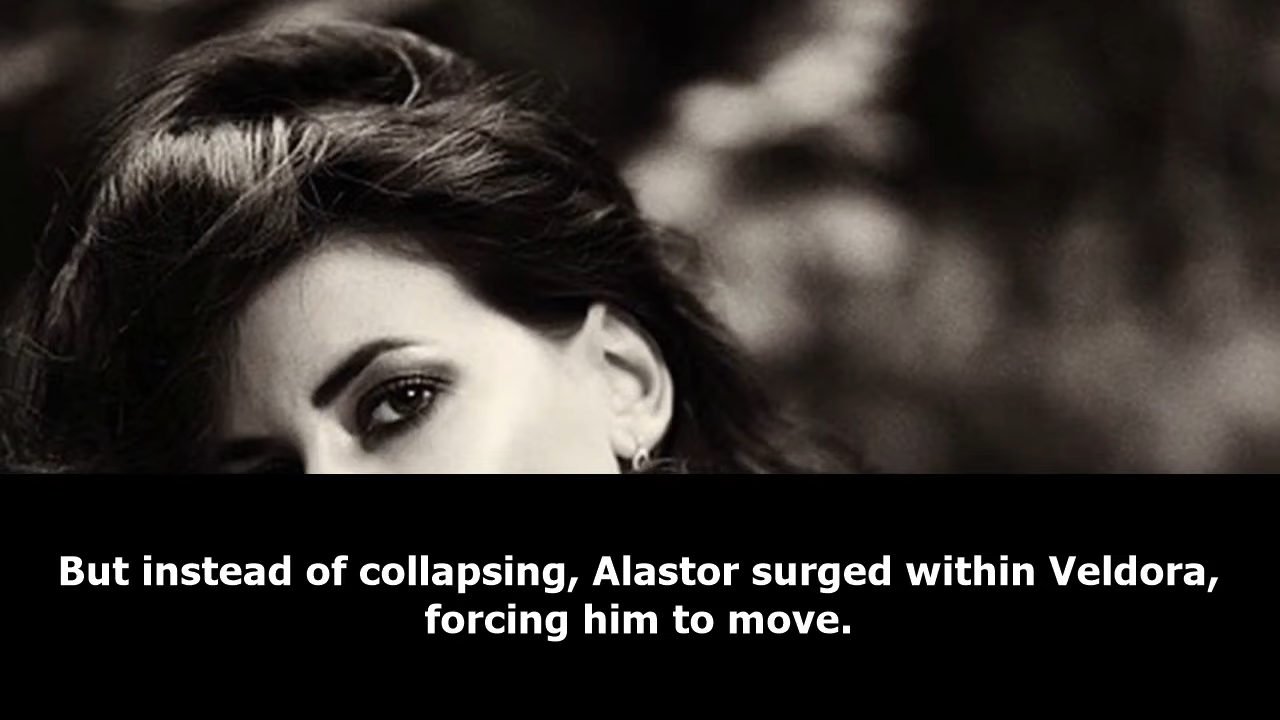 But instead of collapsing, Alastor surged within Veldora,
forcing him to move.